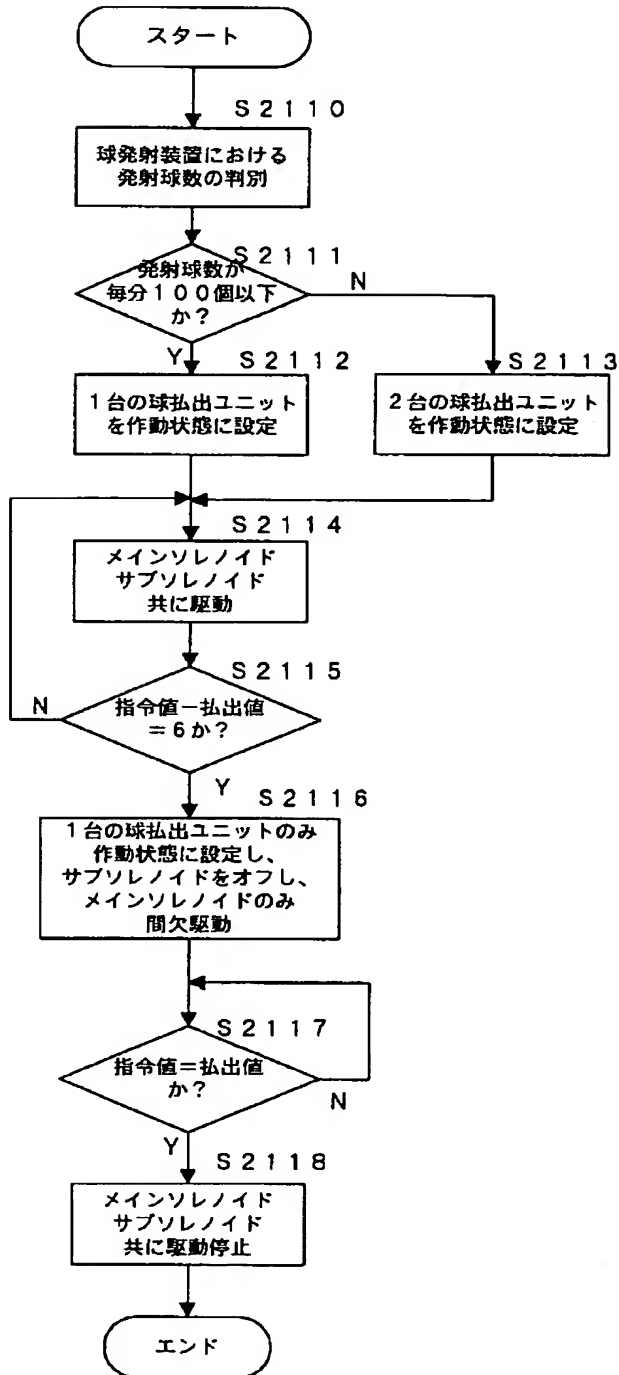 スタート
S2110
球発射装置における
発射球数の判別
S2111
発射球数が
毎分100個以下
か?
N
Y
S2112
S2113
1台の球払出ユニット
を作動状態に設定
2台の球払出ユニット
を作動状態に設定
S2114
メインソレノイド
サブソレノイド
共に駆動
S2115
N
指令値-払出値
=6か?
Y
S2116
1台の球払出ユニットのみ
作動状態に設定し、
サブソレノイドをオフし、
メインソレノイドのみ
間欠駆動
S2117
指令値=払出値
か?
N
Y
S2118
メインソレノイド
サブソレノイド
共に駆動停止
エンド